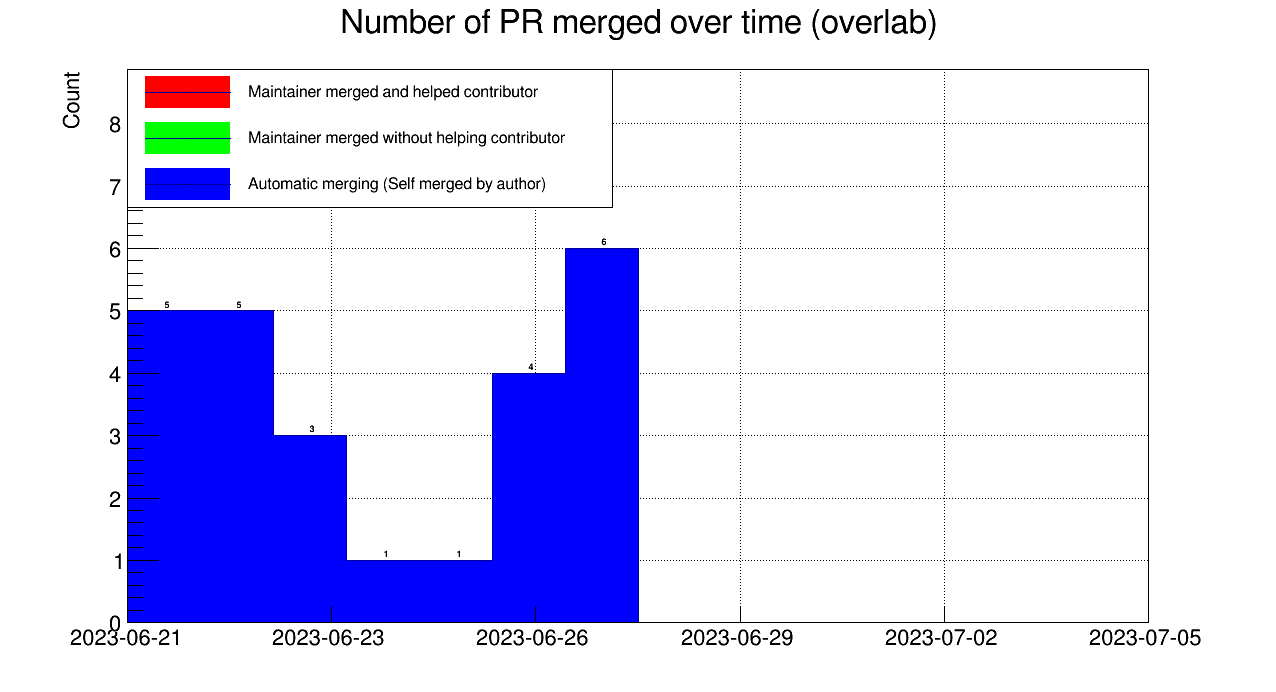 Number of PR merged over time (overlab)
Count
Maintainer merged and helped contributor
Maintainer merged without helping contributor
Automatic merging (Self merged by author)
8
7
6
5
4
3
2
1
0
5 5 3 1 1 4 6
2023-06-21 2023-06-23 2023-06-26 2023-06-29 2023-07-02 2023-07-05